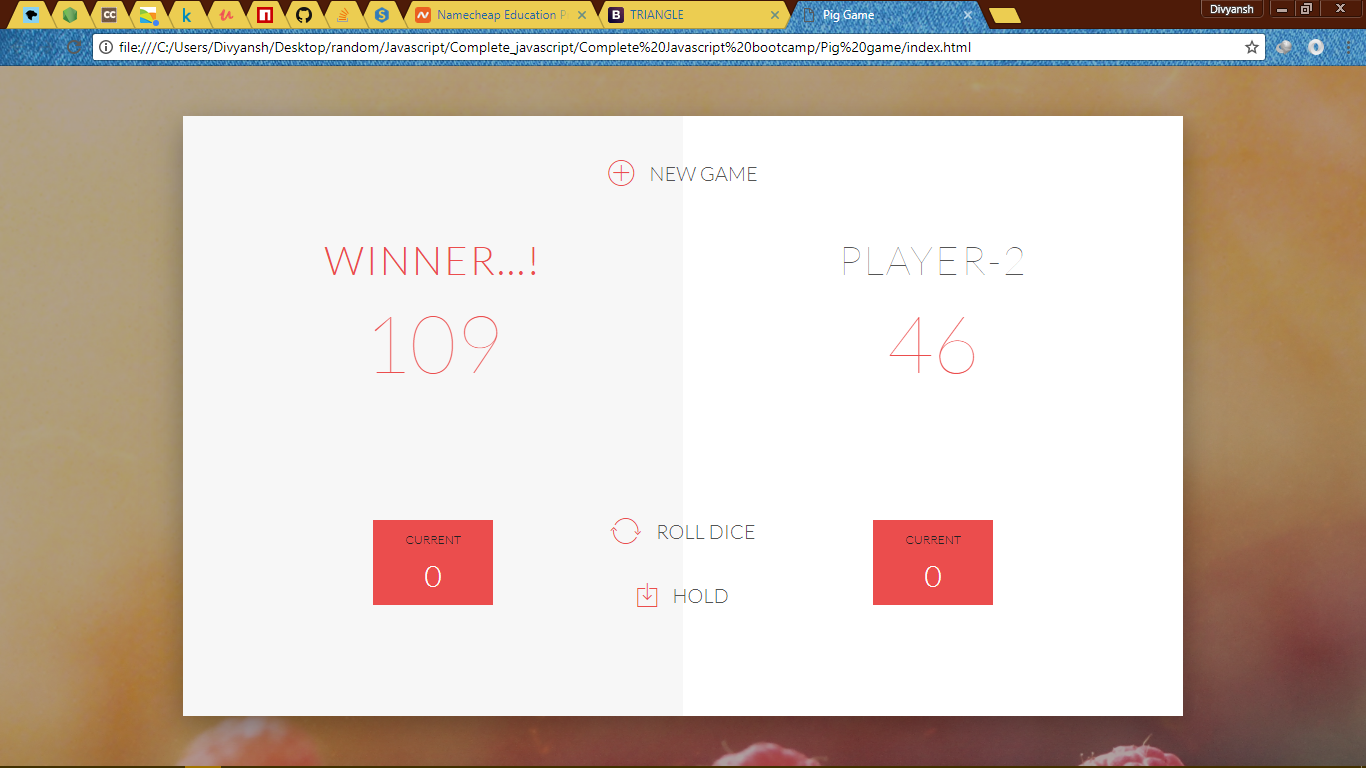 Namecheap Education P
TRIANGLE
Pig Game
Divyansh
file:///C:/Users/Divyansh/Desktop/random/Javascript/Complete_javascript/Complete%20Javascript%20bootcamp/Pig%20game/index.html
NEW GAME
WINNER...!
PLAYER-2
109
46
ROLL DICE
CURRENT
CURRENT
0
0
HOLD